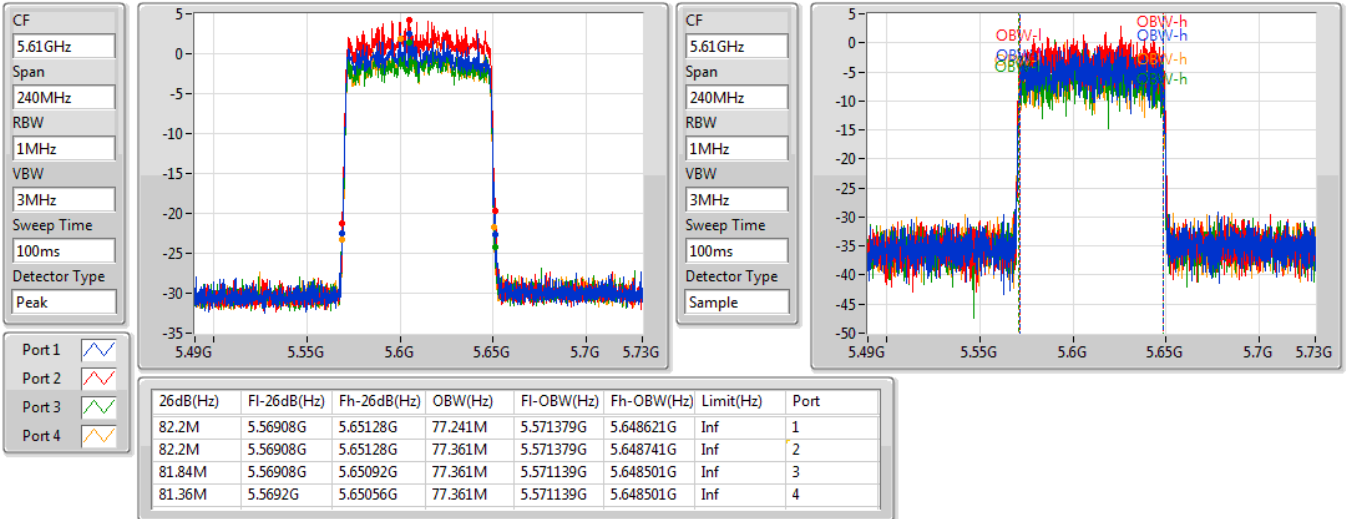 CF
5.61GHz
Span
240MHz
RBW
1MHz
VBW
3MHz
Sweep Time
100ms
Detector Type
Peak
5
0
-5
-10
-15
-20
-25
-30
-35
5.49G 5.55G 5.6G 5.65G 5.7G 5.73G
CF
5.61GHz
Span
240MHz
RBW
1MHz
VBW
3MHz
Sweep Time
100ms
Detector Type
Sample
5
0
-5
-10
-15
-20
-25
-30
-35
-40
-45
-50
OBW-l
OBW-h
OBW-h
OBW-h
OBW-h
5.49G 5.55G 5.6G 5.65G 5.7G 5.73G
Port 1
Port 2
Port 3
Port 4
26dB(Hz) Fl-26dB(Hz) Fh-26dB(Hz) OBW(Hz) Fl-OBW(Hz) Fh-OBW(Hz) Limit(Hz) Port
82.2M 5.56908G 5.65128G 77.241M 5.571379G 5.648621G Inf 1
82.2M 5.56908G 5.65128G 77.361M 5.571379G 5.648741G Inf 2
81.84M 5.56908G 5.65092G 77.361M 5.571139G 5.648501G Inf 3
81.36M 5.5692G 5.65056G 77.361M 5.571139G 5.648501G Inf 4